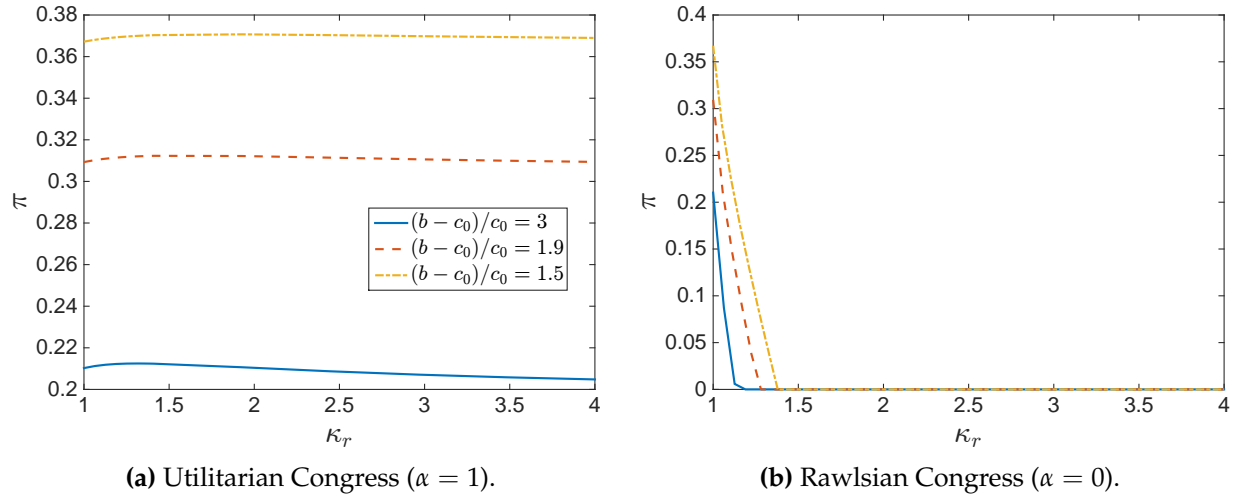 0.38
0.36
0.34
0.32
0.3
0.28
0.26
0.24
0.22
0.2
π
(b − c₀)/c₀ = 3
(b − c₀)/c₀ = 1.9
(b − c₀)/c₀ = 1.5
1 1.5 2 2.5 3 3.5 4
κᵣ
(a) Utilitarian Congress (α = 1).
0.4
0.35
0.3
0.25
0.2
0.15
0.1
0.05
0
π
1 1.5 2 2.5 3 3.5 4
κᵣ
(b) Rawlsian Congress (α = 0).